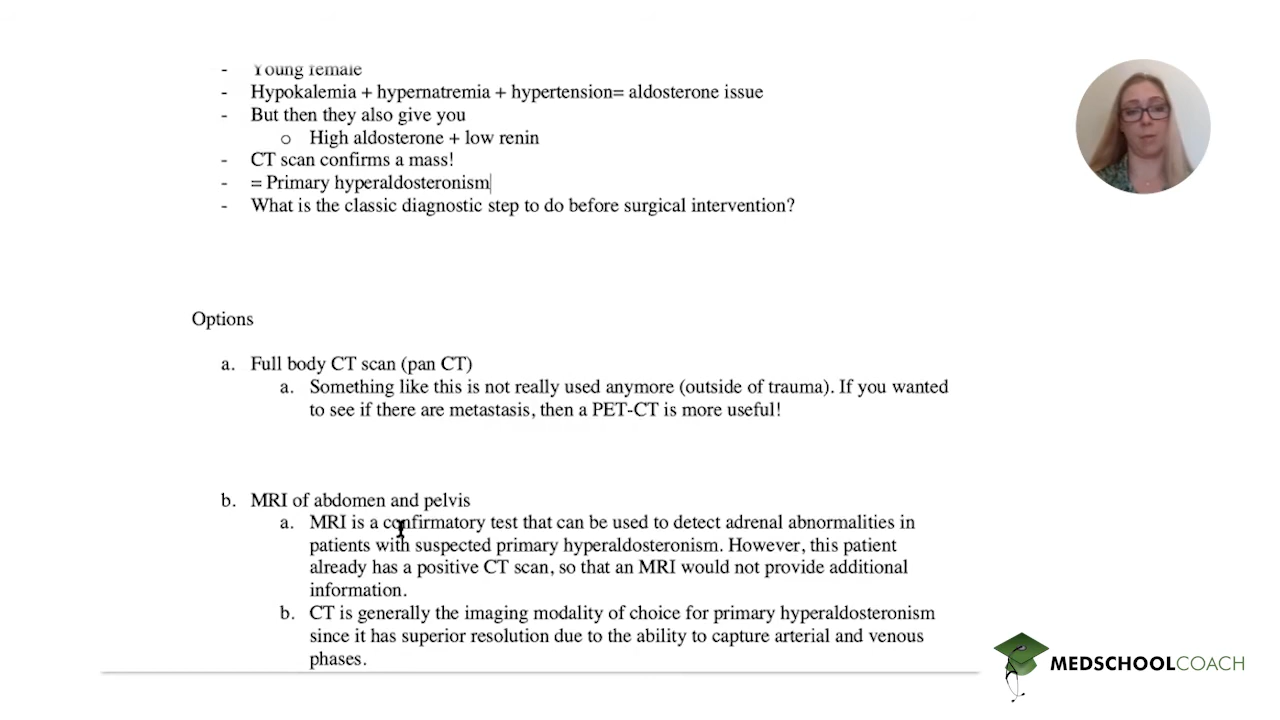 - Young female
- Hypokalemia + hypernatremia + hypertension= aldosterone issue
- But then they also give you
o High aldosterone + low renin
- CT scan confirms a mass!
- = Primary hyperaldosteronism
- What is the classic diagnostic step to do before surgical intervention?
Options
a. Full body CT scan (pan CT)
a. Something like this is not really used anymore (outside of trauma). If you wanted
to see if there are metastasis, then a PET-CT is more useful!
b. MRI of abdomen and pelvis
a. MRI is a confirmatory test that can be used to detect adrenal abnormalities in
patients with suspected primary hyperaldosteronism. However, this patient
already has a positive CT scan, so that an MRI would not provide additional
information.
b. CT is generally the imaging modality of choice for primary hyperaldosteronism
since it has superior resolution due to the ability to capture arterial and venous
phases.
MEDSCHOOLCOACH